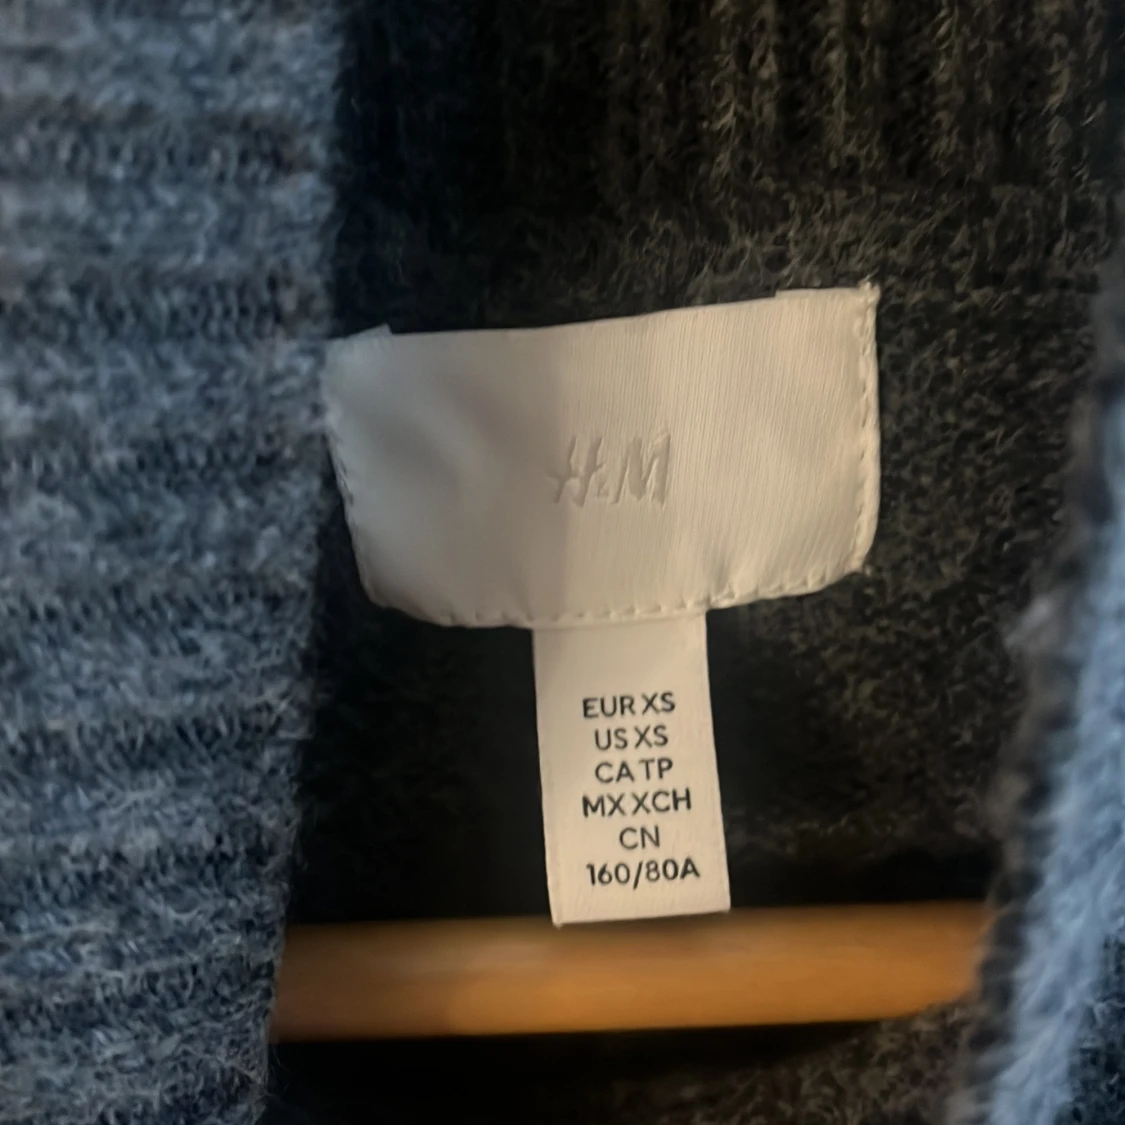 H&M
EUR XS
US XS
CA TP
MX XCH
CN
160/80A